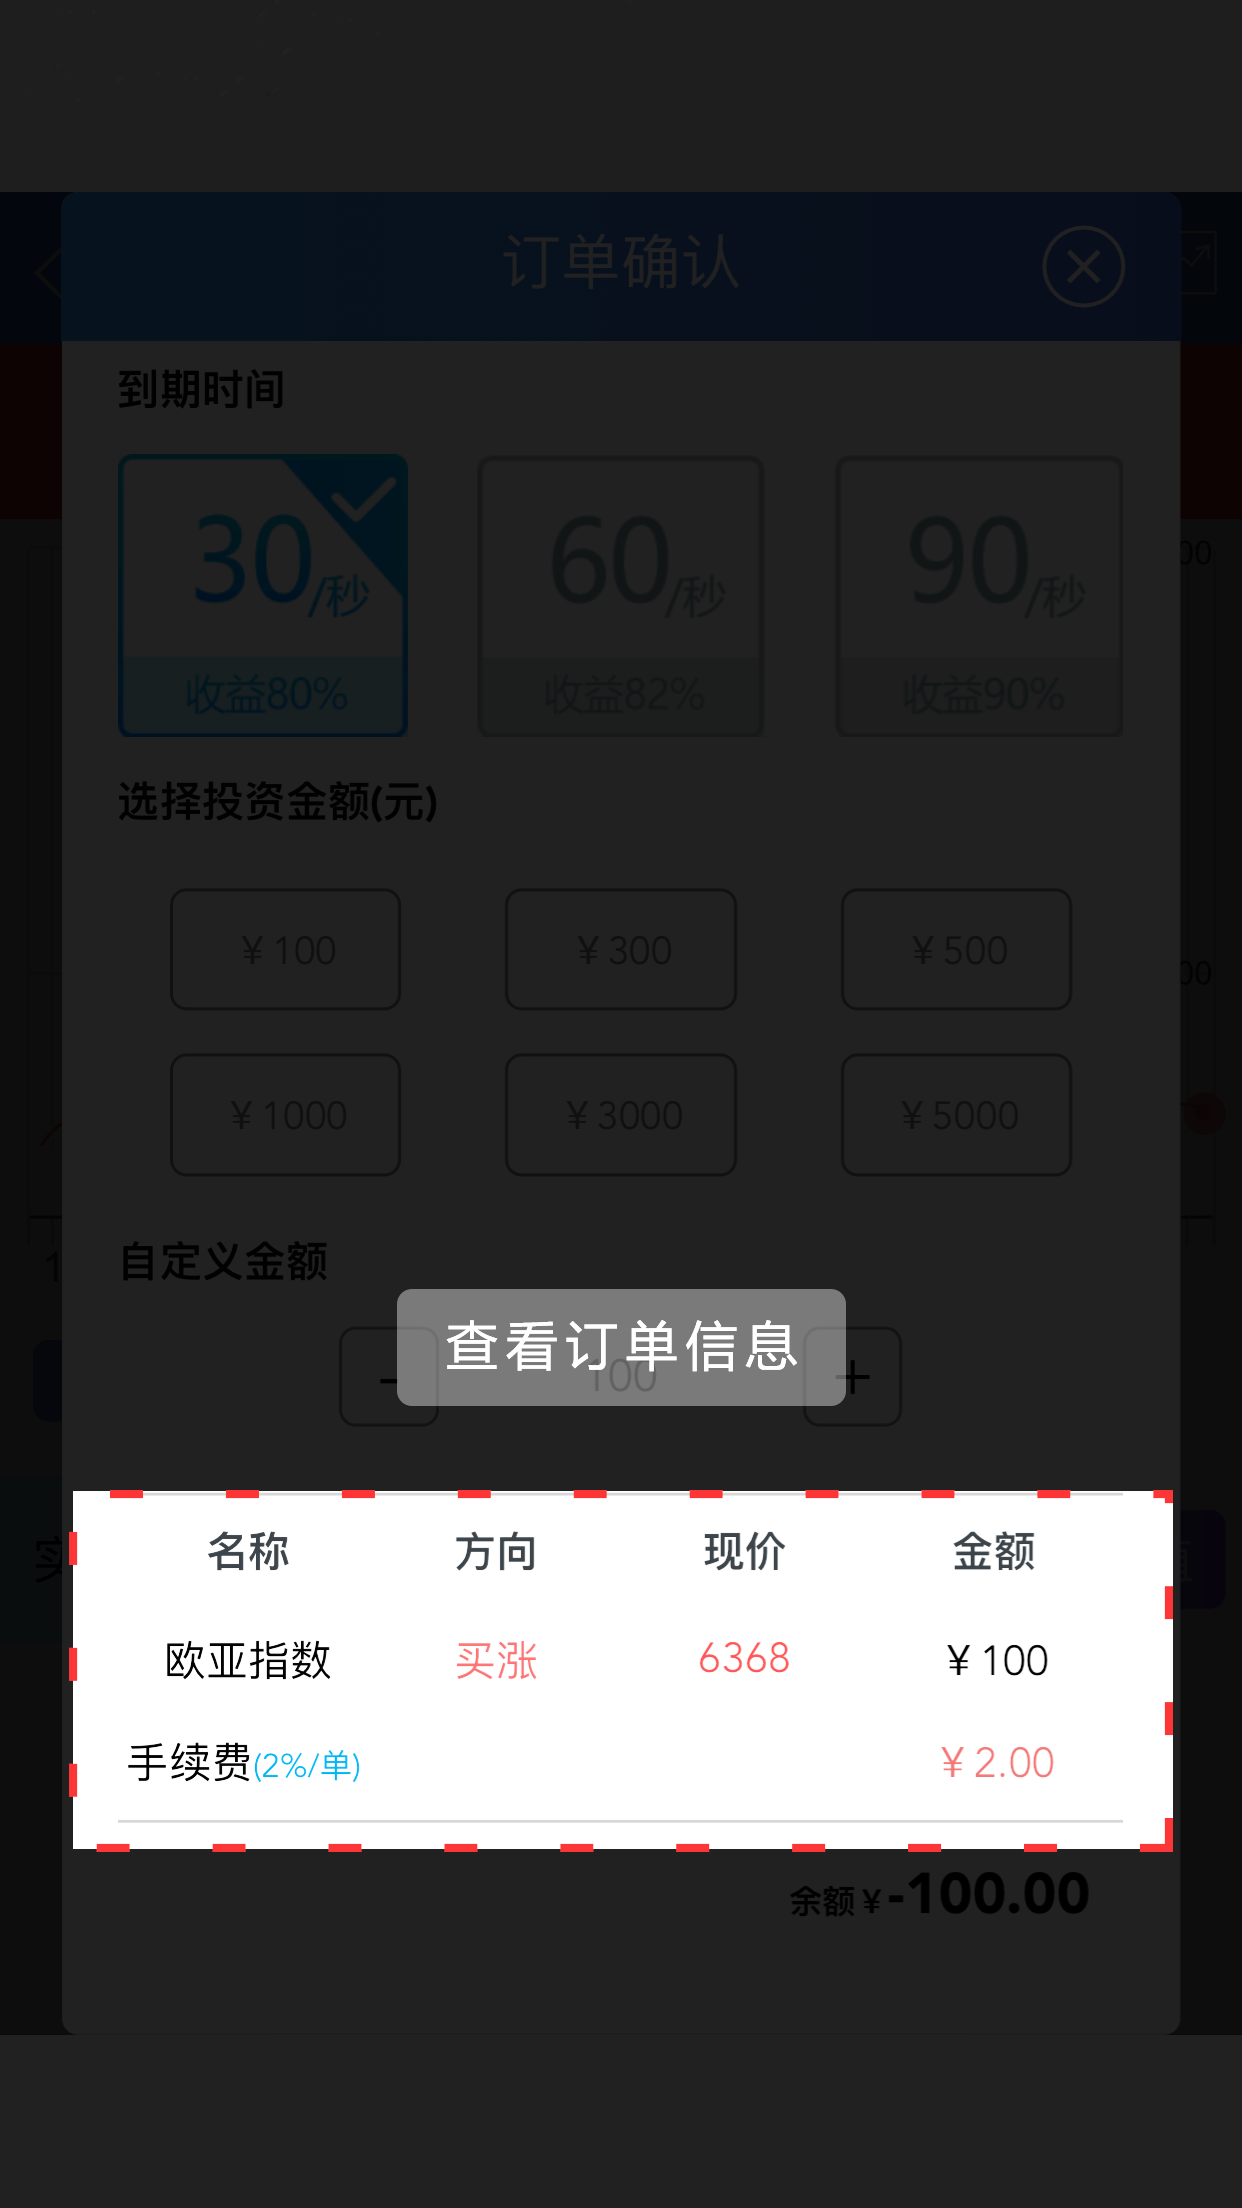 订单确认
到期时间
30/秒 60/秒 90/秒
收益80% 收益82% 收益90%
00
选择投资金额(元)
¥ 100 ¥ 300 ¥ 500
00
¥ 1000 ¥ 3000 ¥ 5000
自定义金额
1
查看订单信息
- 100 +
名称 方向 现价 金额
实
欧亚指数 买涨 6368 ¥ 100
手续费(2%/单) ¥ 2.00
余额 ¥ -100.00